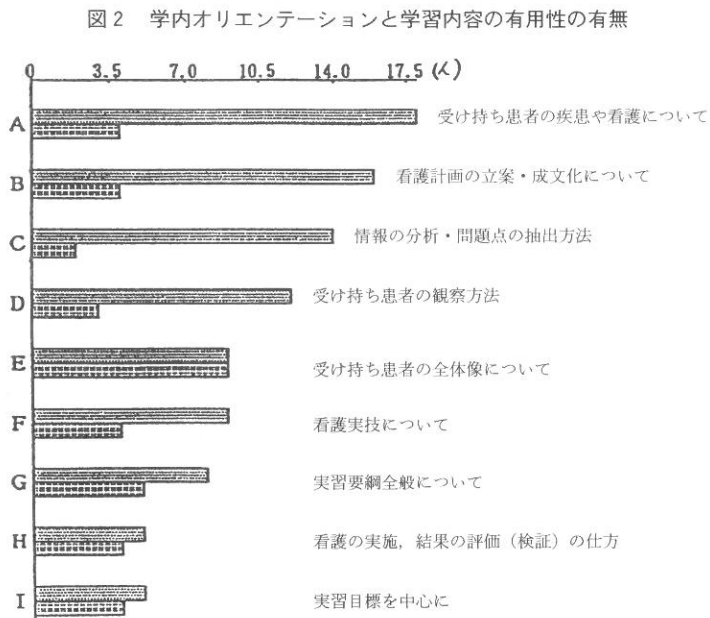 図2 学内オリエンテーションと学習内容の有用性の有無
0 3.5 7.0 10.5 14.0 17.5 (人)
A 受け持ち患者の疾患や看護について
B 看護計画の立案・成文化について
C 情報の分析・問題点の抽出方法
D 受け持ち患者の観察方法
E 受け持ち患者の全体像について
F 看護実技について
G 実習要綱全般について
H 看護の実施,結果の評価(検証)の仕方
I 実習目標を中心に